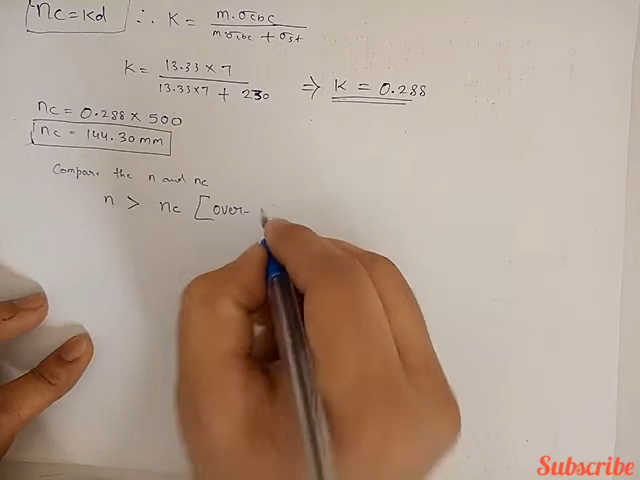 nc = kd ∴ K = m.σcbc / mσcbc + σst
K = 13.33 × 7 / 13.33×7 + 230 ⇒ K = 0.288
nc = 0.288 × 500
nc = 144.30 mm
Compare the n and nc
n > nc [over-
Subscribe